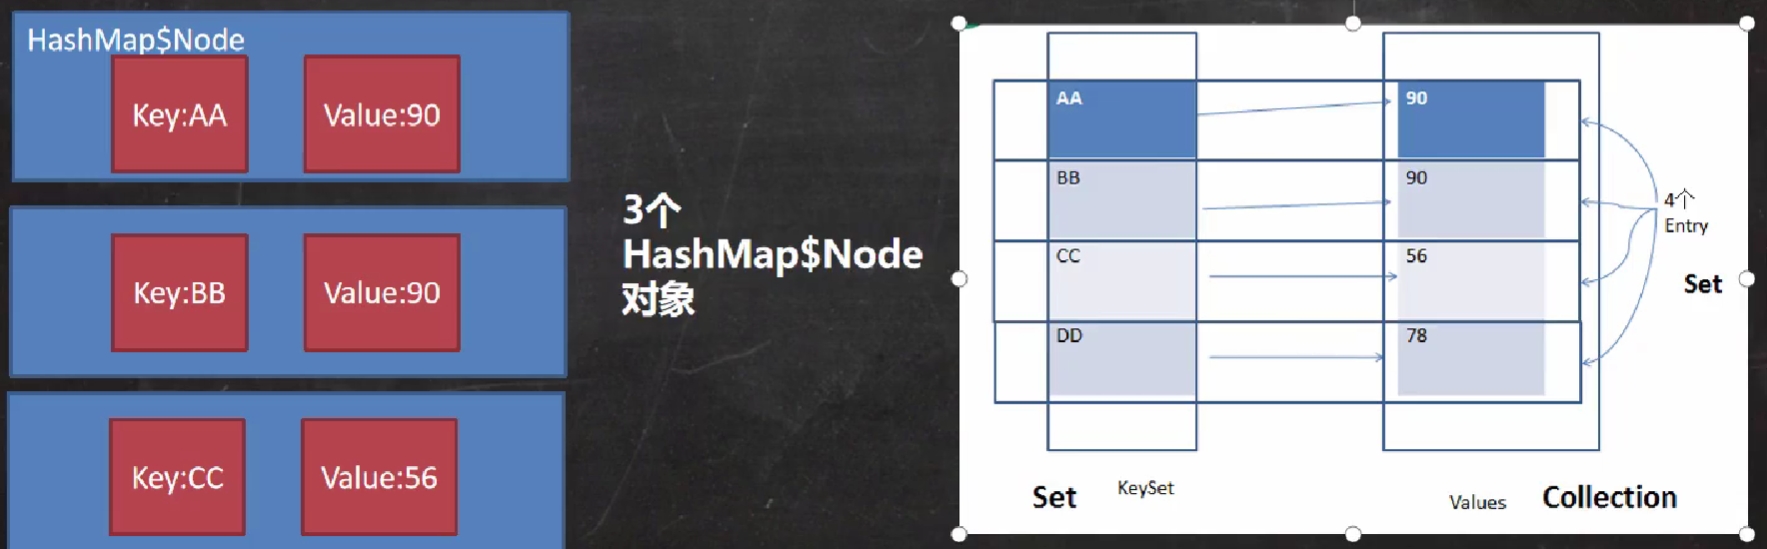 HashMap$Node
Key:AA
Value:90
Key:BB
Value:90
Key:CC
Value:56
3个
HashMap$Node
对象
AA
90
BB
90
CC
56
DD
78
4个
Entry
Set
Set
KeySet
Values
Collection